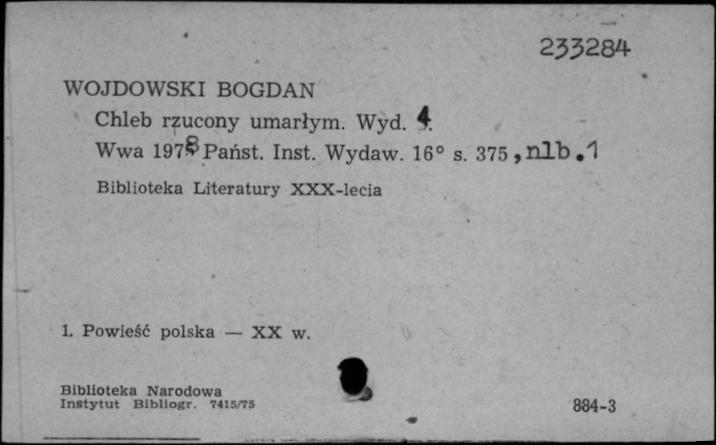 233284
WOJDOWSKI BOGDAN
Chleb rzucony umarłym. Wyd. 4.
Wwa 1978 Państ. Inst. Wydaw. 16° s. 375, nlb. 1
Biblioteka Literatury XXX-lecia
1. Powieść polska — XX w.
Biblioteka Narodowa
Instytut Bibliogr. 7415/75
884-3